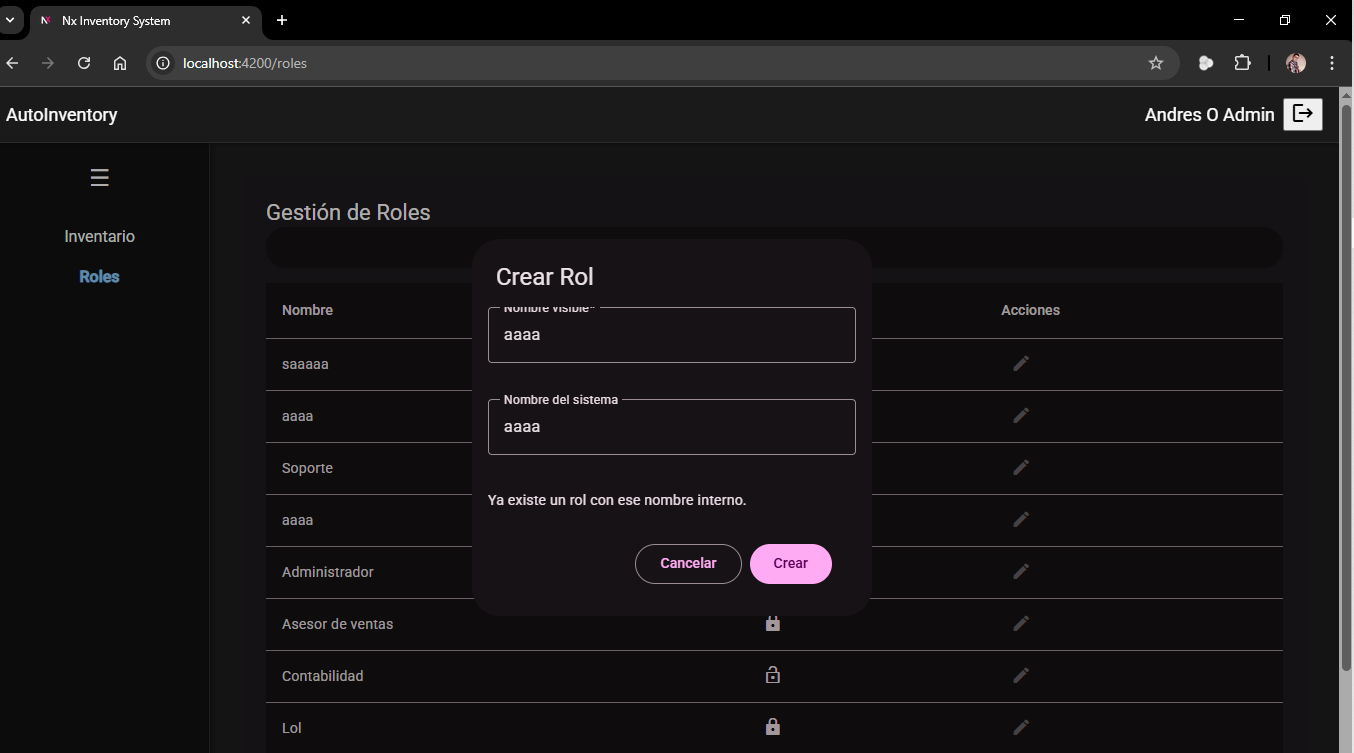 Nx Inventory System
localhost:4200/roles
AutoInventory
Andres O Admin
Inventario
Roles
Gestión de Roles
Nombre
Acciones
saaaaa
aaaa
Soporte
aaaa
Administrador
Asesor de ventas
Contabilidad
Lol
Crear Rol
Nombre visible*
aaaa
Nombre del sistema
aaaa
Ya existe un rol con ese nombre interno.
Cancelar
Crear